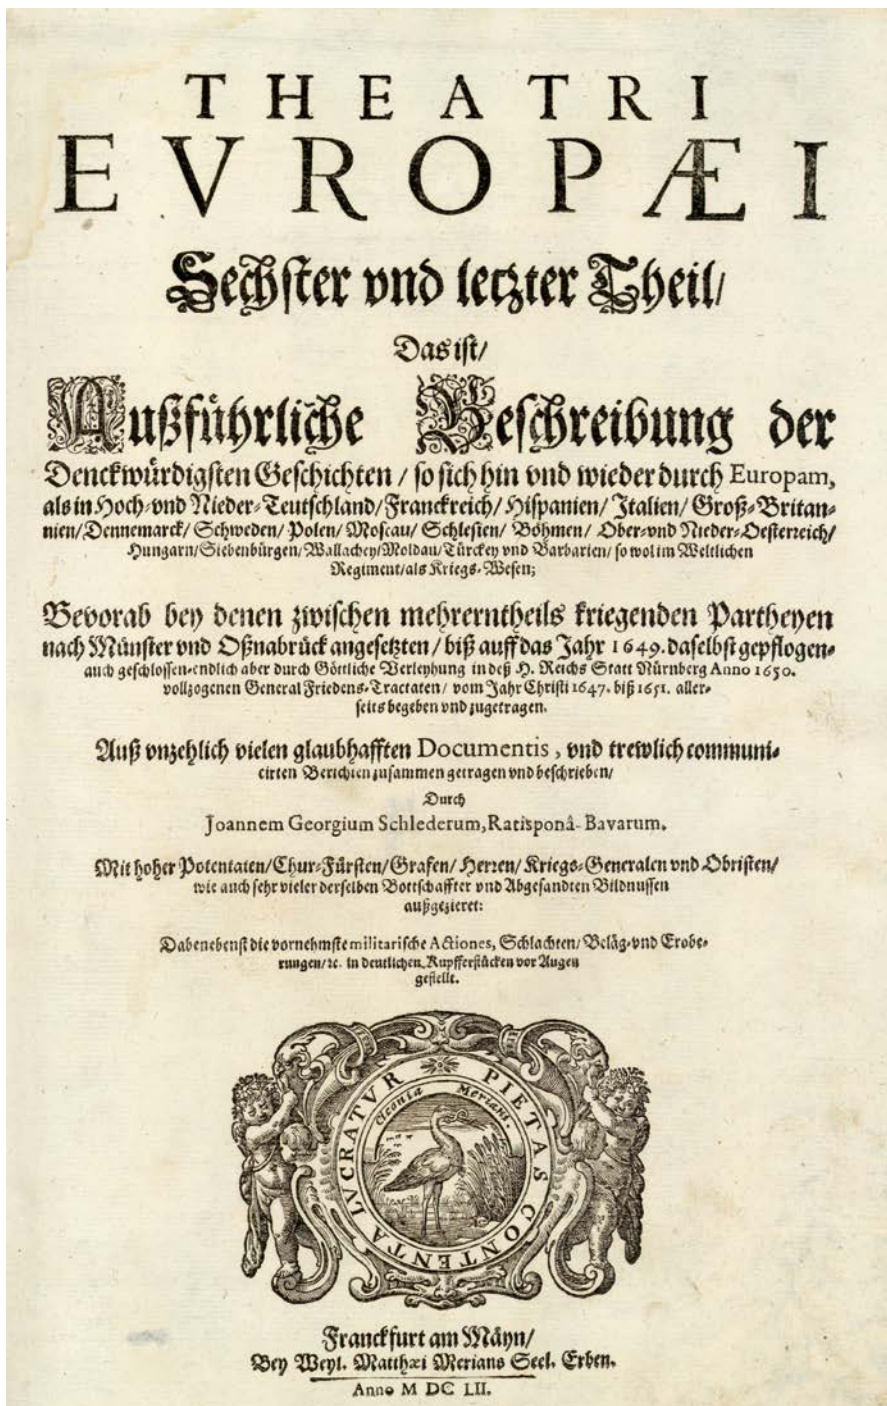 THEATRI
EVROPÆI
Sechster vnd letzter Theil/
Das ist/
Außführliche Beschreibung der
Denckwürdigsten Geschichten / so sich hin vnd wieder durch Europam,
als in Hoch-vnd Nieder-Teutschland/Franckreich/Hispanien/Italien/Groß-Britan-
nien/Dennemarck/Schweden/Polen/Moscau/Schlesien/Böhmen/Ober-vnd Nieder-Oesterreich/
Hungarn/Siebenbürgen/Wallachey/Moldau/Türckey vnd Barbarien/so wol im Weltlichen
Regiment/als Kriegs-Wesen;
Bevorab bey denen zwischen mehrerntheils kriegenden Partheyen
nach Münster vnd Oßnabrück angesetzten/ biß auff das Jahr 1649. daselbst gepflogen-
auch geschlossen-endlich aber durch Göttliche Verleyhung in deß H. Reichs Statt Nürnberg Anno 1650.
vollzogenen General Friedens-Tractaten/ vom Jahr Christi 1647. biß 1651. aller-
seits begeben vnd zugetragen.
Auß vnzehlich vielen glaubhafften Documentis, vnd trewlich communi-
cirten Berichten zusammen getragen vnd beschrieben/
Durch
Joannem Georgium Schlederum, Ratisponâ-Bavarum.
Mit hoher Potentaten/Chur-Fürsten/Grafen/Herren/Kriegs-Generalen vnd Obristen/
wie auch sehr vieler derselben Bottschaffter vnd Abgesandten Bildnussen
außgezieret:
Dabenebenst die vornehmste militarische Actiones, Schlachten/Beläg-vnd Erobe-
rungen/ꝛc. in deutlichen Kupfferstücken vor Augen
gestellt.
PIETAS CONTENTA LVCRATVR
Ciconia Meriani.
Franckfurt am Mäyn/
Bey Weyl. Matthæi Merians Seel. Erben.
Anno M DC LII.